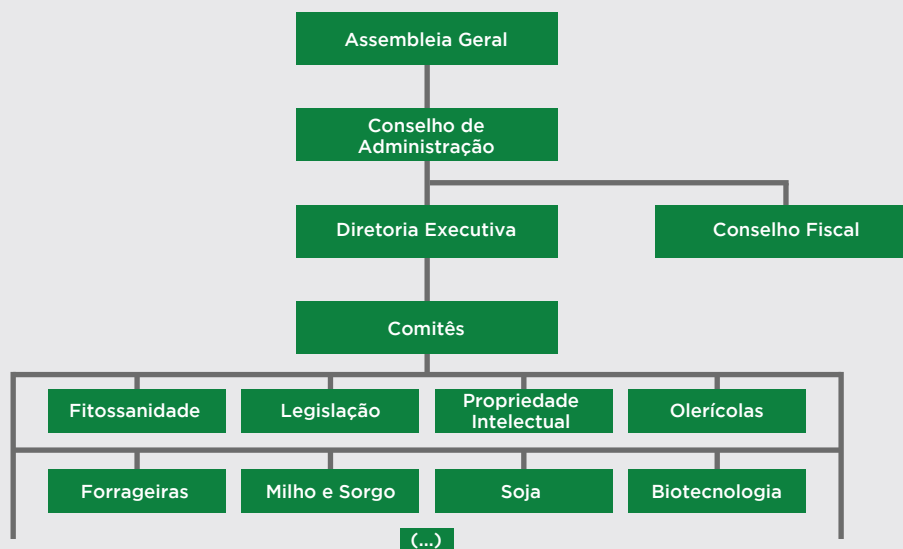 Assembleia Geral
Conselho de
Administração
Diretoria Executiva
Conselho Fiscal
Comitês
Fitossanidade
Legislação
Propriedade
Intelectual
Olerícolas
Forrageiras
Milho e Sorgo
Soja
Biotecnologia
(...)